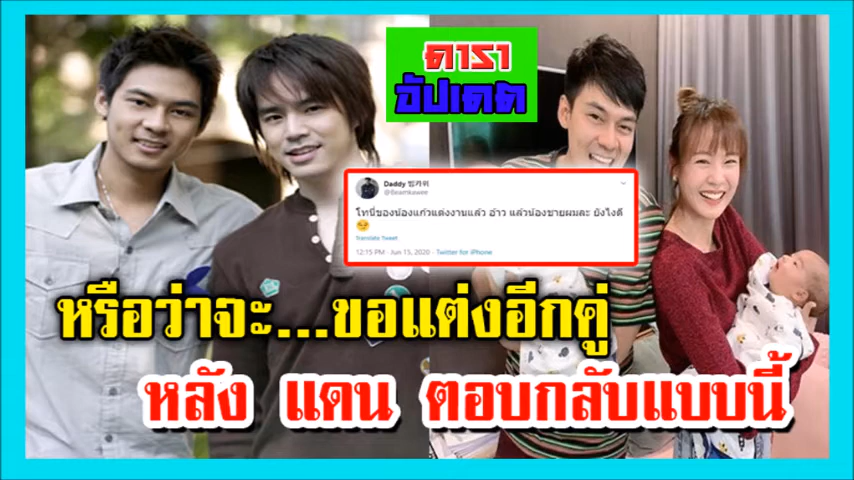 ดารา
อัปเดต
Daddy 빔카위
@Beamkawee
โทนี่ของน้องแก้วแต่งงานแล้ว อ้าว แล้วน้องชายผมละ ยังไงดี
Translate Tweet
12:15 PM · Jun 15, 2020 · Twitter for iPhone
หรือว่าจะ...ขอแต่งอีกคู่
หลัง แดน ตอบกลับแบบนี้